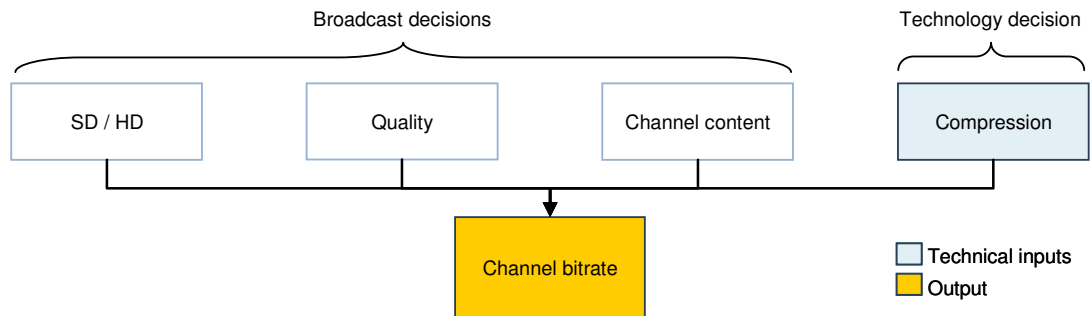 Broadcast decisions
Technology decision
SD / HD
Quality
Channel content
Compression
Channel bitrate
Technical inputs
Output